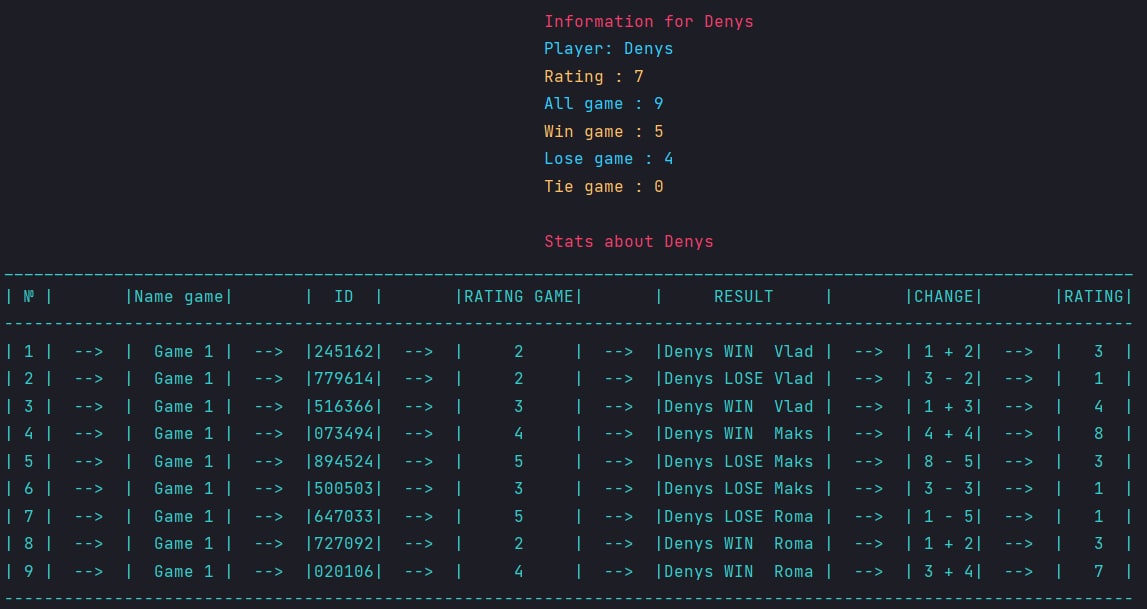 Information for Denys
Player: Denys
Rating : 7
All game : 9
Win game : 5
Lose game : 4
Tie game : 0
Stats about Denys
-----------------------------------------------------------------------------------------------------------------
| № |       |Name game|       |  ID  |       |RATING GAME|       |     RESULT     |       |CHANGE|       |RATING|
-----------------------------------------------------------------------------------------------------------------
| 1 |  -->  |  Game 1 |  -->  |245162|  -->  |     2     |  -->  |Denys WIN  Vlad |  -->  | 1 + 2|  -->  |   3  |
| 2 |  -->  |  Game 1 |  -->  |779614|  -->  |     2     |  -->  |Denys LOSE Vlad |  -->  | 3 - 2|  -->  |   1  |
| 3 |  -->  |  Game 1 |  -->  |516366|  -->  |     3     |  -->  |Denys WIN  Vlad |  -->  | 1 + 3|  -->  |   4  |
| 4 |  -->  |  Game 1 |  -->  |073494|  -->  |     4     |  -->  |Denys WIN  Maks |  -->  | 4 + 4|  -->  |   8  |
| 5 |  -->  |  Game 1 |  -->  |894524|  -->  |     5     |  -->  |Denys LOSE Maks |  -->  | 8 - 5|  -->  |   3  |
| 6 |  -->  |  Game 1 |  -->  |500503|  -->  |     3     |  -->  |Denys LOSE Maks |  -->  | 3 - 3|  -->  |   1  |
| 7 |  -->  |  Game 1 |  -->  |647033|  -->  |     5     |  -->  |Denys LOSE Roma |  -->  | 1 - 5|  -->  |   1  |
| 8 |  -->  |  Game 1 |  -->  |727092|  -->  |     2     |  -->  |Denys WIN  Roma |  -->  | 1 + 2|  -->  |   3  |
| 9 |  -->  |  Game 1 |  -->  |020106|  -->  |     4     |  -->  |Denys WIN  Roma |  -->  | 3 + 4|  -->  |   7  |
-----------------------------------------------------------------------------------------------------------------